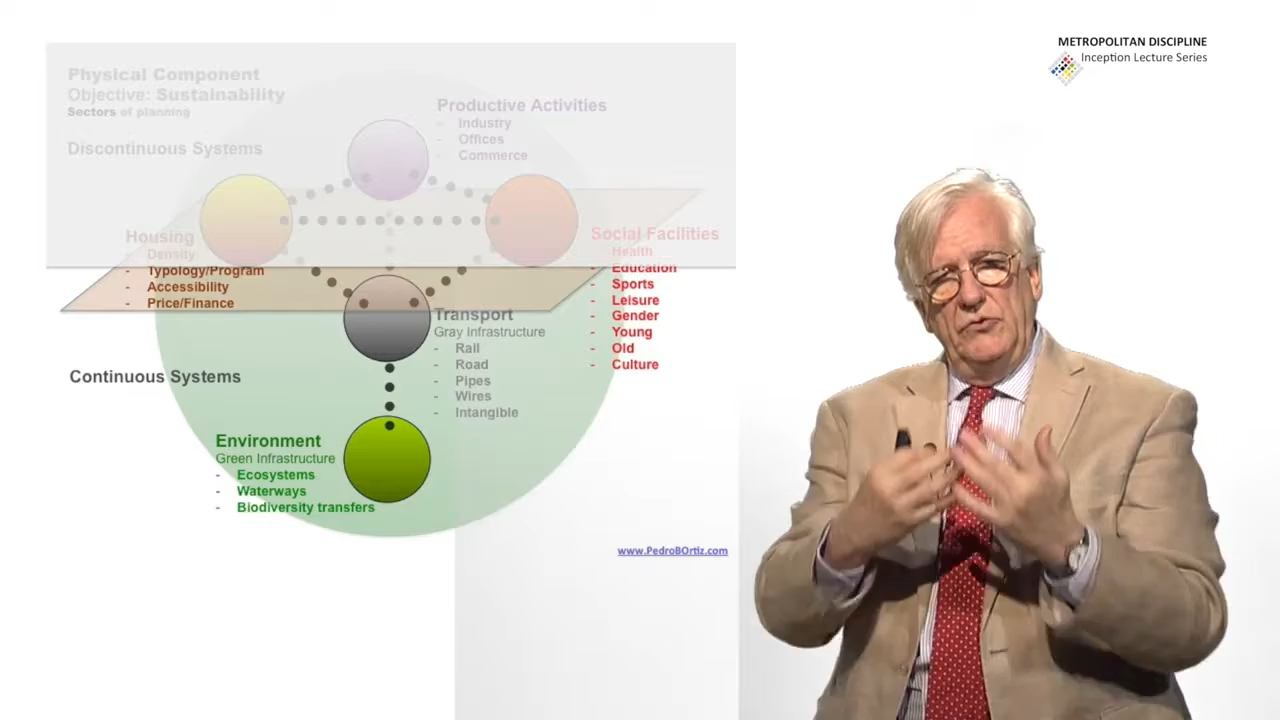 METROPOLITAN DISCIPLINE
Inception Lecture Series
Physical Component
Objective: Sustainability
Sectors of planning
Discontinuous Systems
Productive Activities
- Industry
- Offices
- Commerce
Housing
- Density
- Typology/Program
- Accessibility
- Price/Finance
Social Facilities
Health
- Education
- Sports
- Leisure
- Gender
- Young
- Old
- Culture
Transport
Gray Infrastructure
- Rail
- Road
- Pipes
- Wires
- Intangible
Continuous Systems
Environment
Green Infrastructure
- Ecosystems
- Waterways
- Biodiversity transfers
www.PedroBOrtiz.com